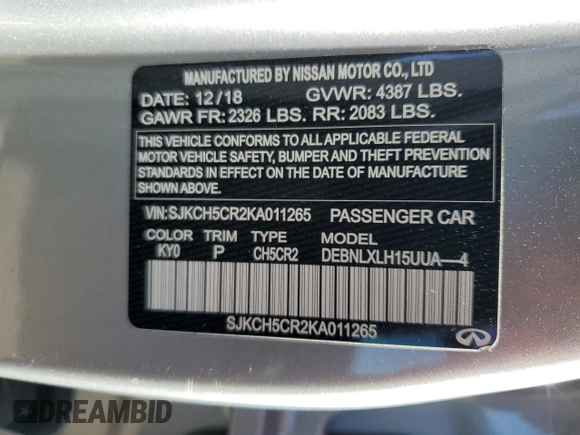 MANUFACTURED BY NISSAN MOTOR CO., LTD
DATE: 12/18 GVWR: 4387 LBS.
GAWR FR: 2326 LBS. RR: 2083 LBS.
THIS VEHICLE CONFORMS TO ALL APPLICABLE FEDERAL
MOTOR VEHICLE SAFETY, BUMPER AND THEFT PREVENTION
STANDARDS IN EFFECT ON THE DATE OF MANUFACTURE
SHOWN ABOVE.
VIN: SJKCH5CR2KA011265 PASSENGER CAR
COLOR TRIM TYPE MODEL
KY0 P CH5CR2 DEBNLXLH15UUA—4
SJKCH5CR2KA011265
DREAMBID